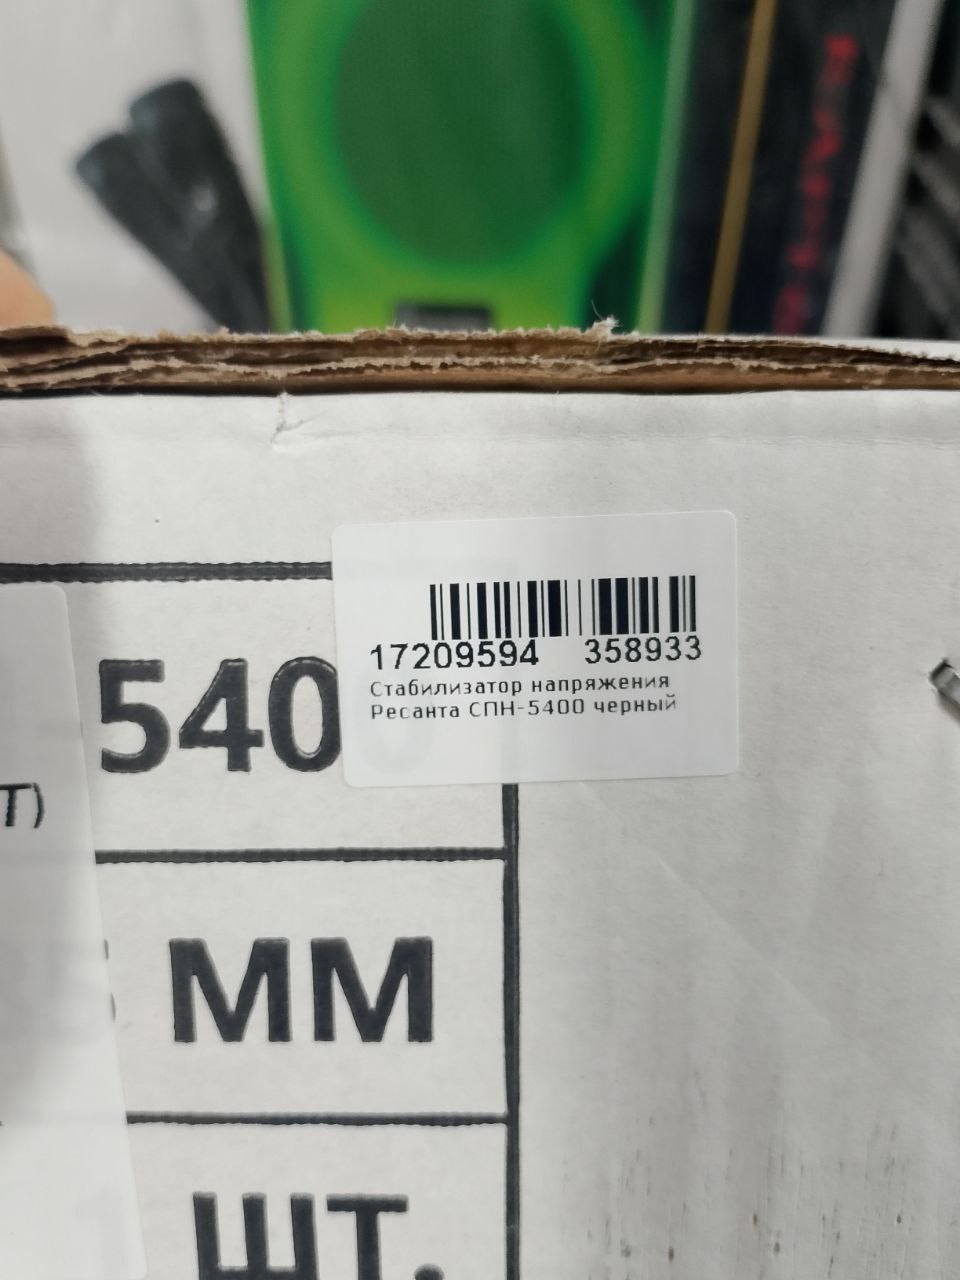 17209594 358933
Стабилизатор напряжения
Ресанта СПН-5400 черный
540
Т)
ММ
ШТ.